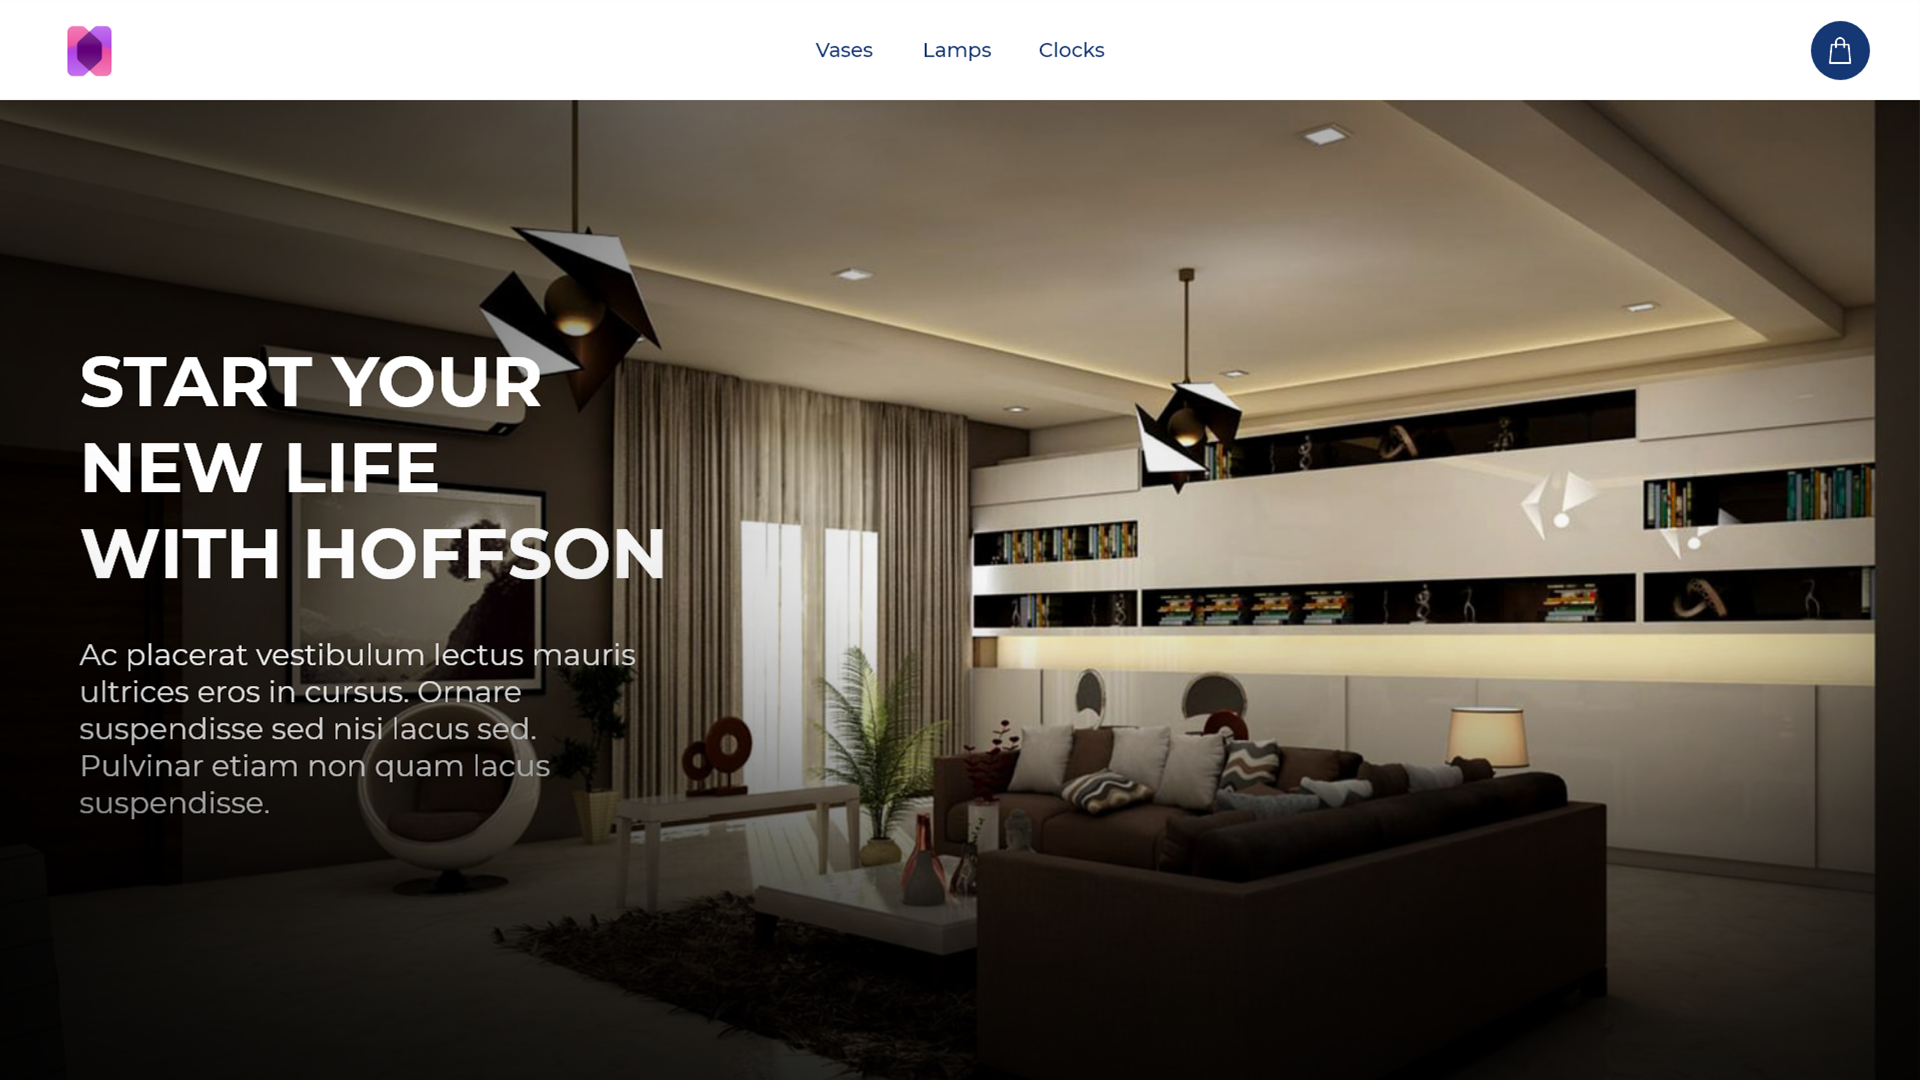 Vases Lamps Clocks
START YOUR
NEW LIFE
WITH HOFFSON
Ac placerat vestibulum lectus mauris
ultrices eros in cursus. Ornare
suspendisse sed nisi lacus sed.
Pulvinar etiam non quam lacus
suspendisse.